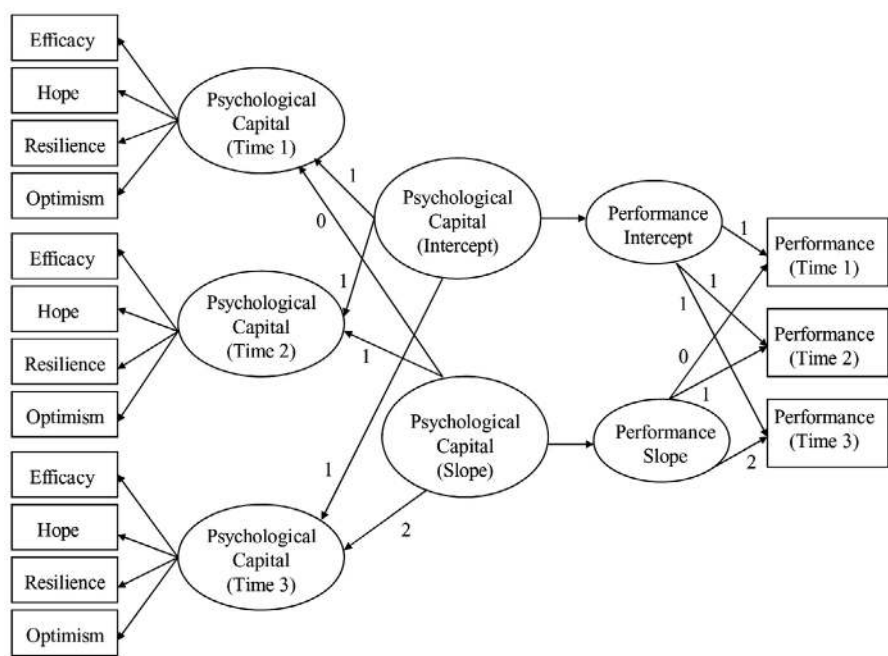 Efficacy
Hope
Resilience
Optimism
Psychological
Capital
(Time 1)
Efficacy
Hope
Resilience
Optimism
Psychological
Capital
(Time 2)
Efficacy
Hope
Resilience
Optimism
Psychological
Capital
(Time 3)
1
0
1
1
1
2
Psychological
Capital
(Intercept)
Psychological
Capital
(Slope)
Performance
Intercept
Performance
Slope
1
1
1
0
1
2
Performance
(Time 1)
Performance
(Time 2)
Performance
(Time 3)